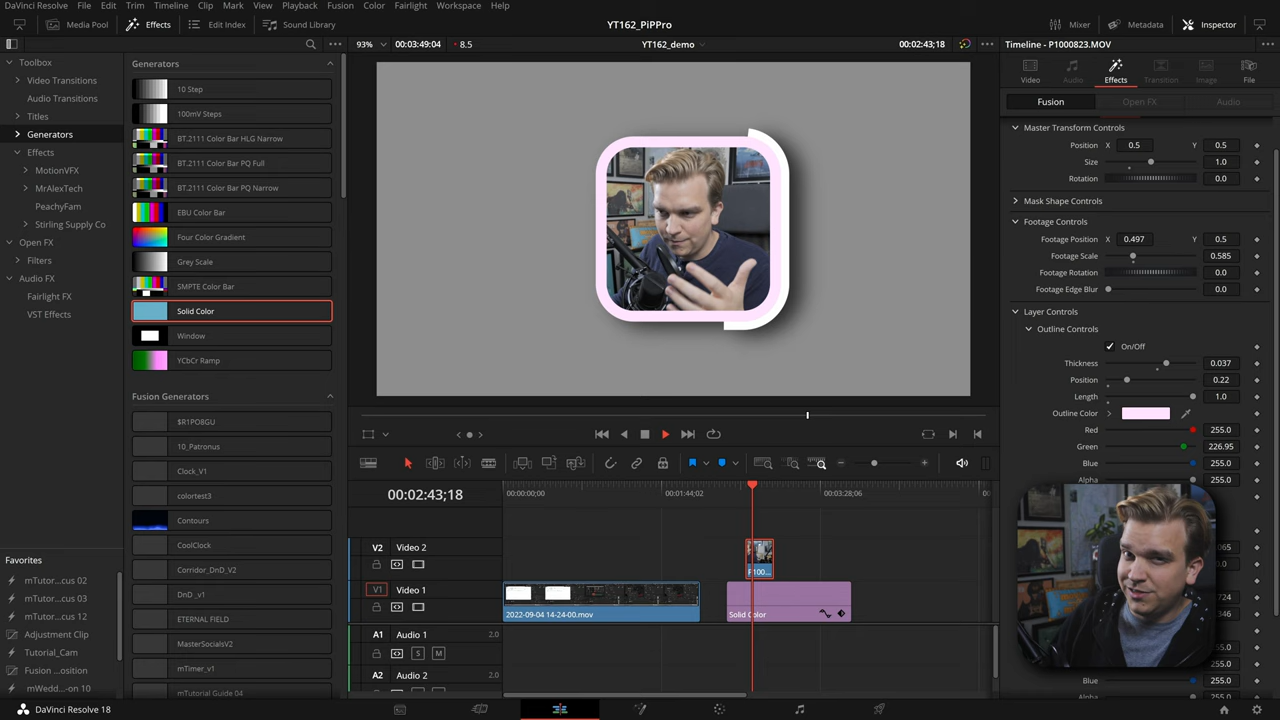 DaVinci Resolve File Edit Trim Timeline Clip Mark View Playback Fusion Color Fairlight Workspace Help
Media Pool Effects Edit Index Sound Library YT162_PiPPro Mixer Metadata Inspector
93% 00:03:49:04 8.5 YT162_demo 02:43;18 Timeline - P1000823.MOV
Toolbox
Video Transitions
Audio Transitions
Titles
Generators
Effects
MotionVFX
MrAlexTech
PeachyFam
Stirling Supply Co
Open FX
Filters
Audio FX
Fairlight FX
VST Effects
Favorites
mTutor...cus 02
mTutor...cus 03
mTutor...cus 12
Adjustment Clip
Tutorial_Cam
Fusion ...osition
mWedd...-on 10
Generators
10 Step
100mV Steps
BT.2111 Color Bar HLG Narrow
BT.2111 Color Bar PQ Full
BT.2111 Color Bar PQ Narrow
EBU Color Bar
Four Color Gradient
Grey Scale
SMPTE Color Bar
Solid Color
Window
YCbCr Ramp
Fusion Generators
$R1PO8GU
10_Patronus
Clock_V1
colortest3
Contours
CoolClock
Corridor_DnD_V2
DnD _v1
ETERNAL FIELD
MasterSocialsV2
mTimer_v1
mTutorial Guide 04
00:02:43;18
00:00:00;00 00:01:44;02 00:03:28;06
V2 Video 2
P100...
V1 Video 1
2022-09-04 14-24-00.mov
Solid Color
A1 Audio 1 2.0
S M
A2 Audio 2 2.0
Video Audio Effects Transition Image File
Fusion Open FX Audio
Master Transform Controls
Position X 0.5 Y 0.5
Size 1.0
Rotation 0.0
Mask Shape Controls
Footage Controls
Footage Position X 0.497 Y 0.5
Footage Scale 0.585
Footage Rotation 0.0
Footage Edge Blur 0.0
Layer Controls
Outline Controls
On/Off
Thickness 0.037
Position 0.22
Length 1.0
Outline Color
Red 255.0
Green 226.95
Blue 255.0
Alpha 255.0
Blue 255.0
Alpha 255.0
DaVinci Resolve 18